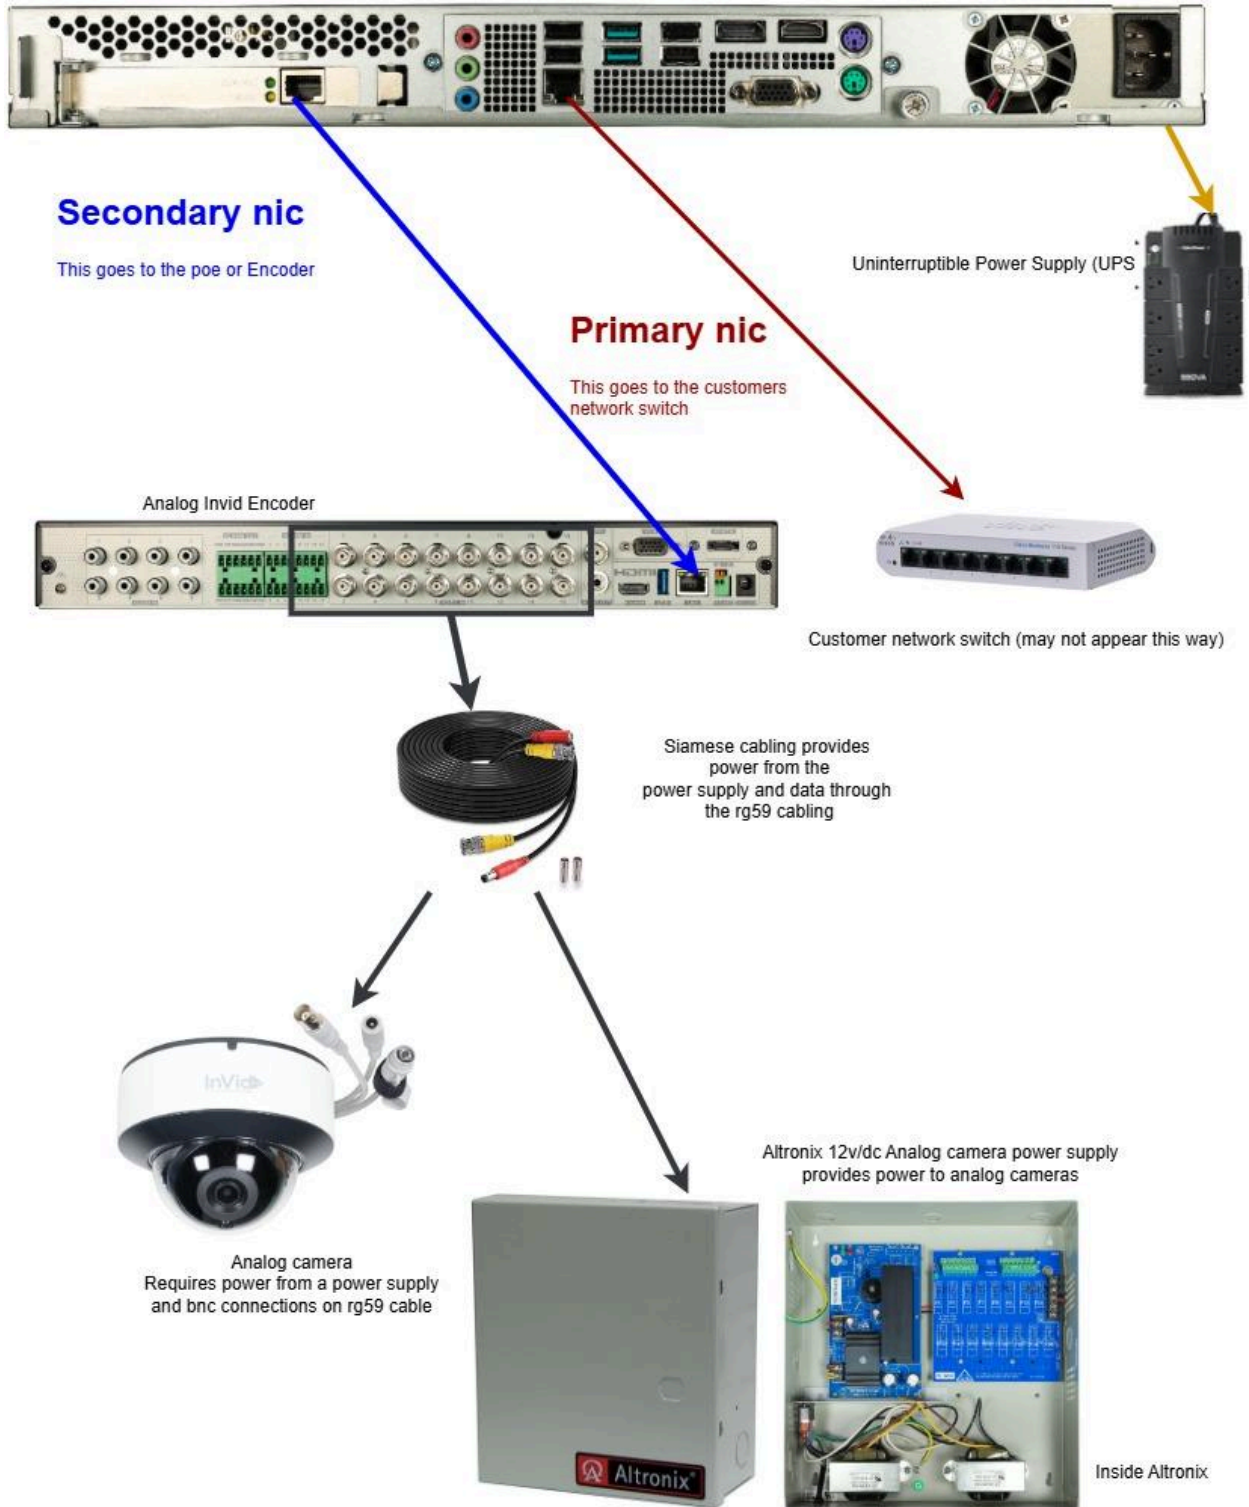 Secondary nic
This goes to the poe or Encoder
Uninterruptible Power Supply (UPS
Primary nic
This goes to the customers
network switch
Analog Invid Encoder
HDMI
Customer network switch (may not appear this way)
Siamese cabling provides
power from the
power supply and data through
the rg59 cabling
InVid
Analog camera
Requires power from a power supply
and bnc connections on rg59 cable
Altronix 12v/dc Analog camera power supply
provides power to analog cameras
Altronix
Inside Altronix